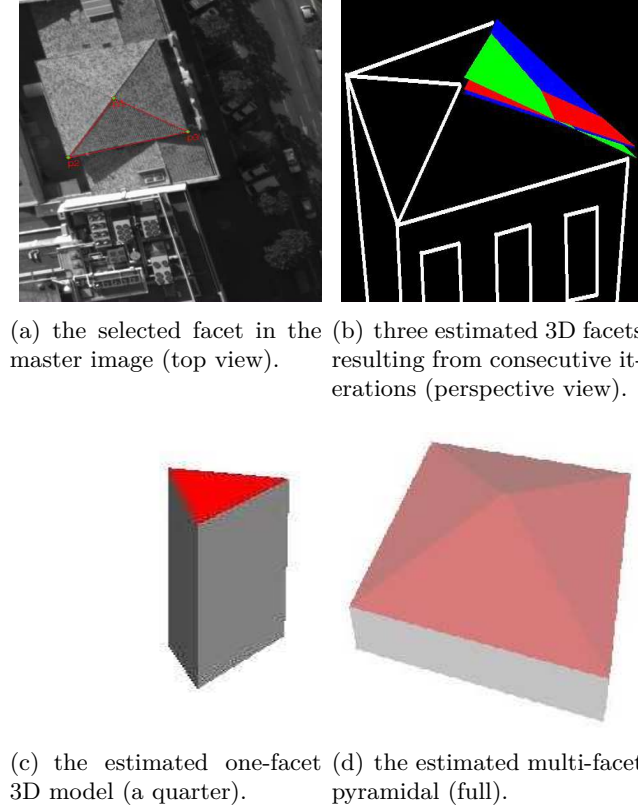 (a) the selected facet in the
master image (top view).
(b) three estimated 3D facets
resulting from consecutive it-
erations (perspective view).
(c) the estimated one-facet
3D model (a quarter).
(d) the estimated multi-facet
pyramidal (full).